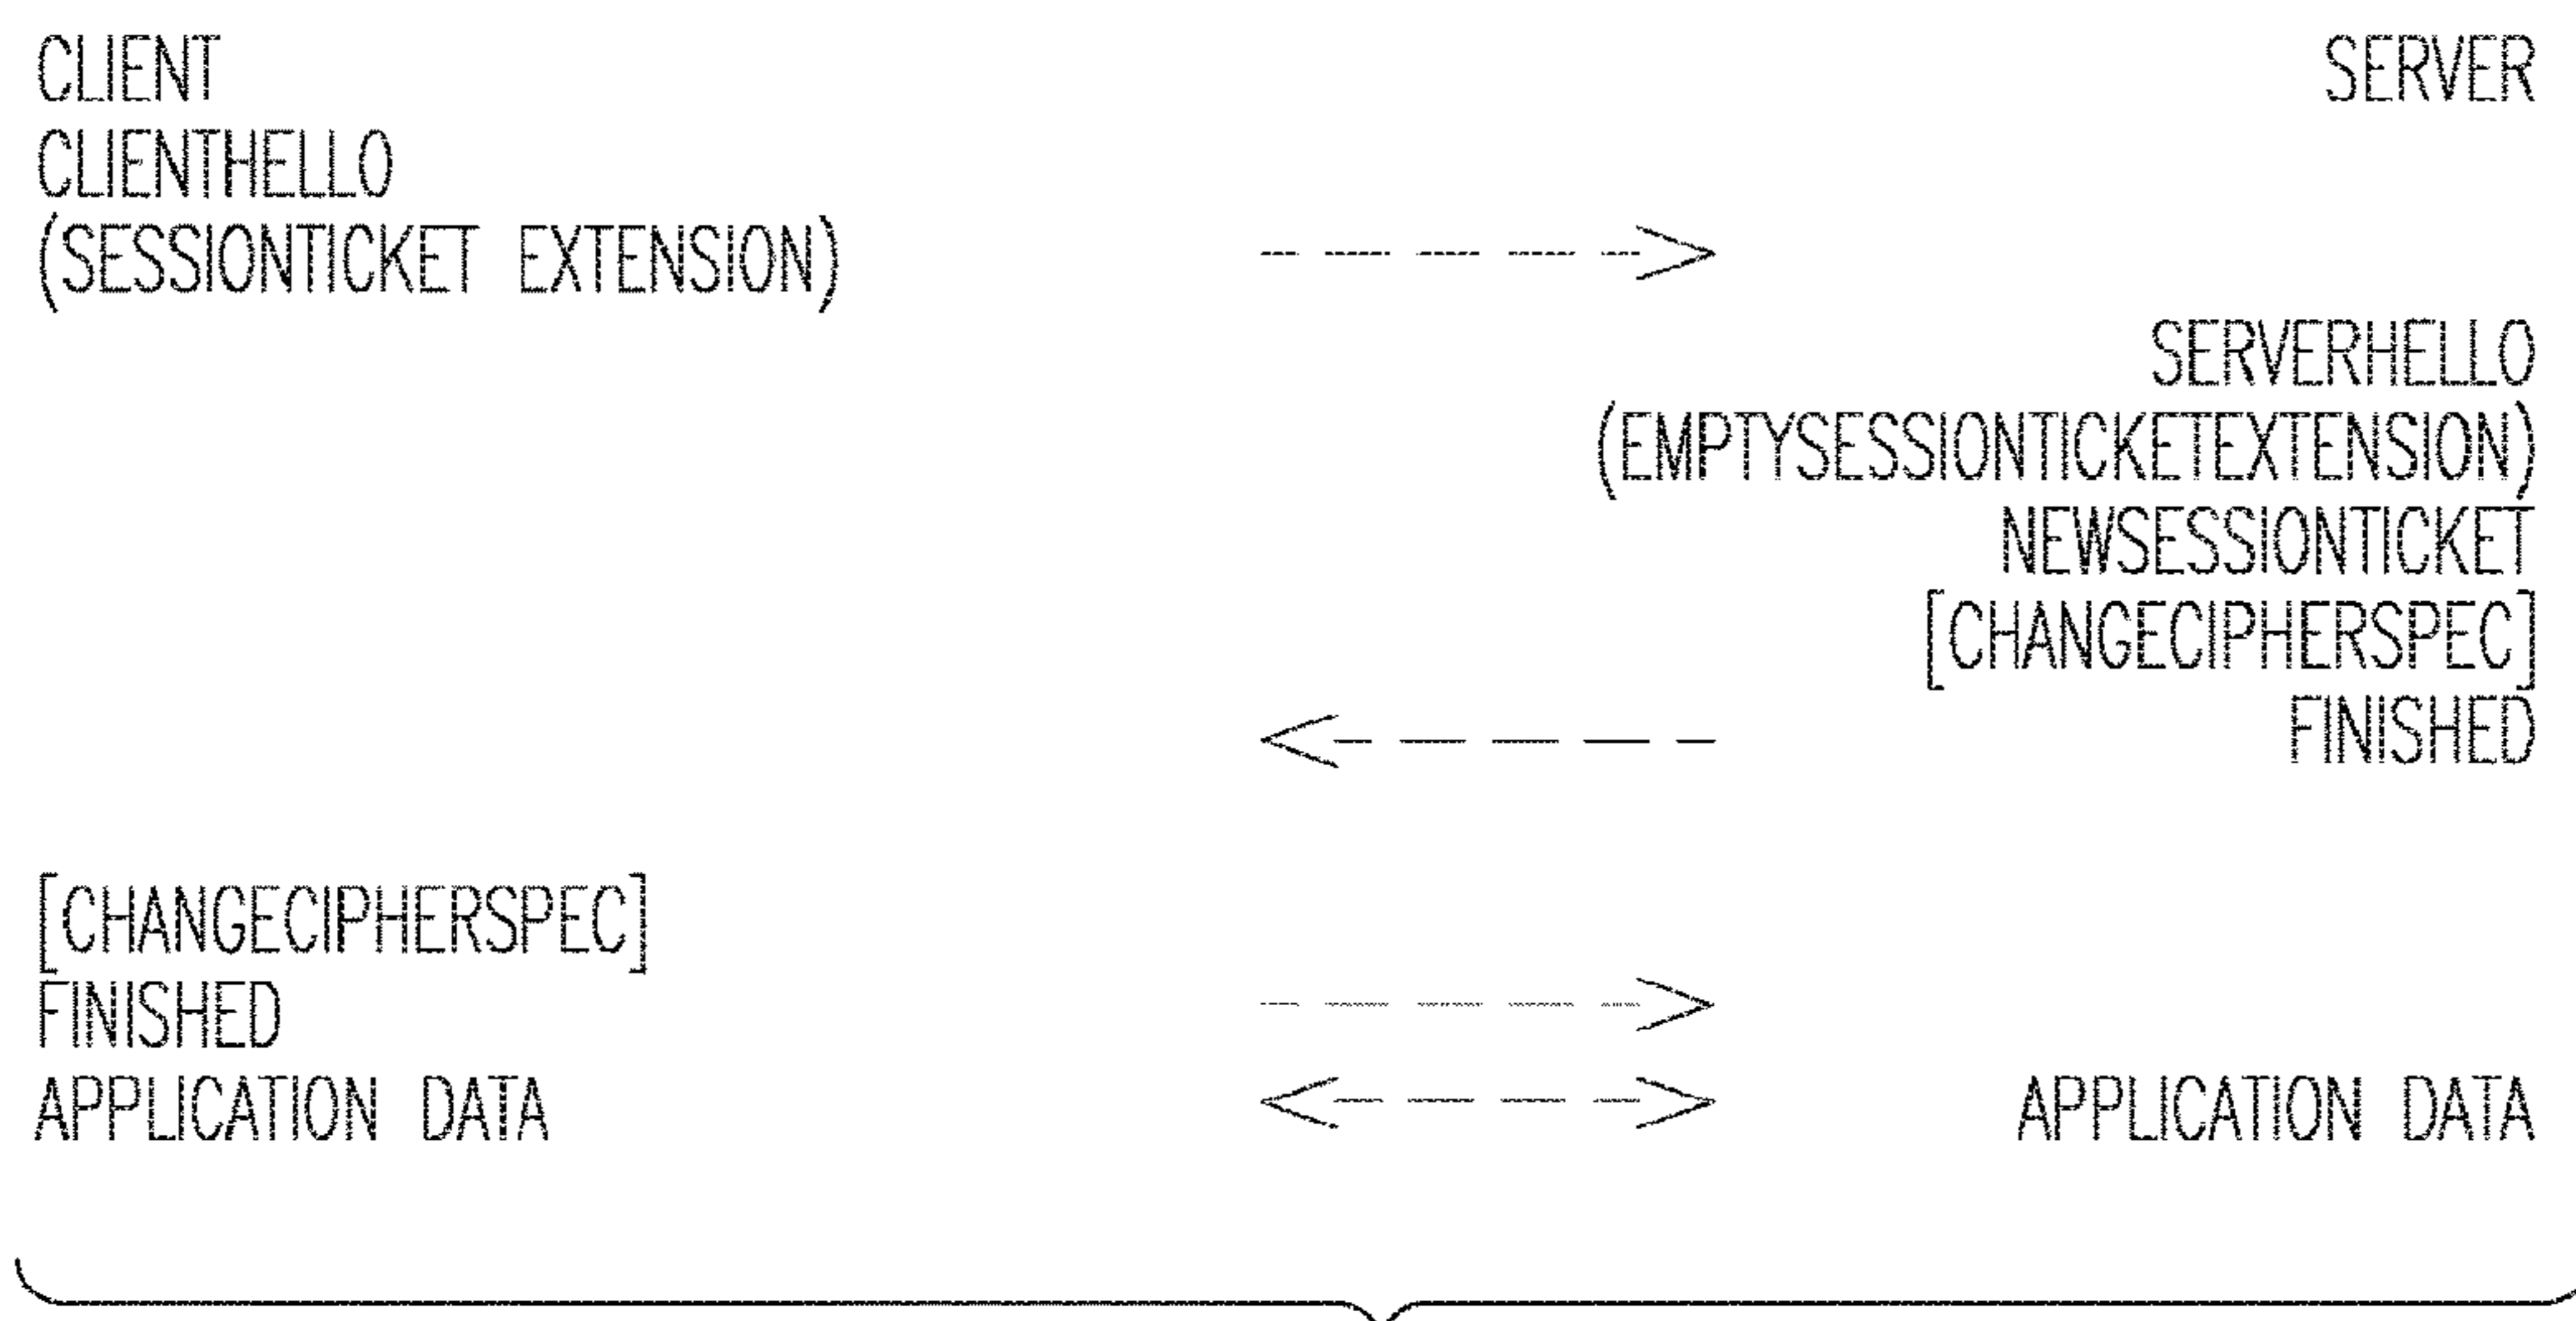 CLIENT SERVER
CLIENTHELLO
(SESSIONTICKET EXTENSION)
SERVERHELLO
(EMPTYSESSIONTICKETEXTENSION)
NEWSESSIONTICKET
[CHANGECIPHERSPEC]
FINISHED
[CHANGECIPHERSPEC]
FINISHED
APPLICATION DATA APPLICATION DATA